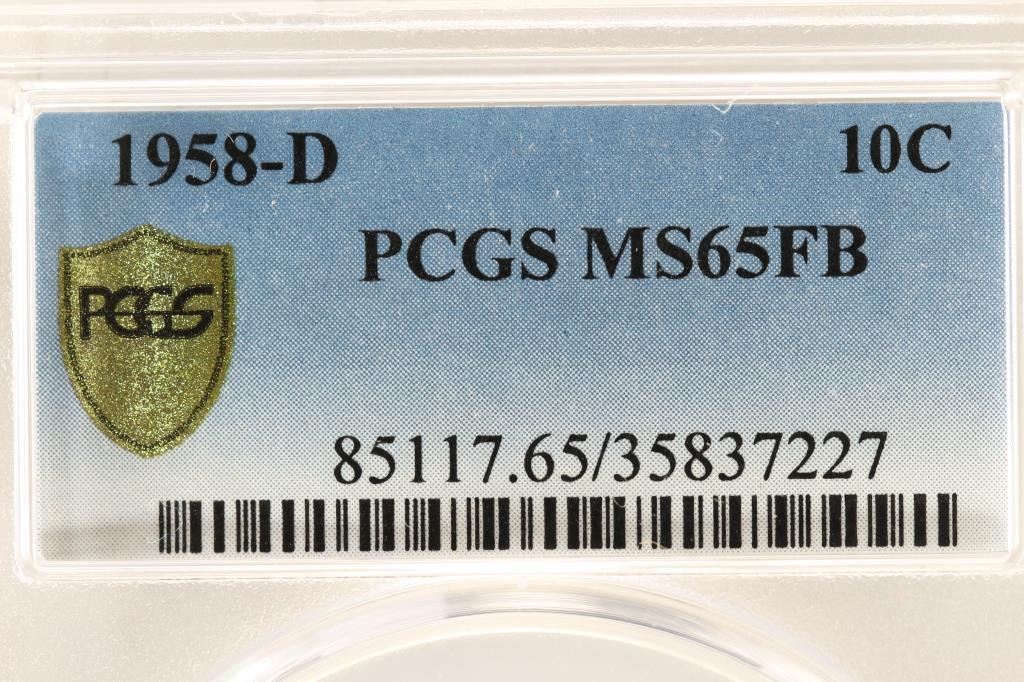 1958-D 10C
PCGS MS65FB
PCGS
85117.65/35837227